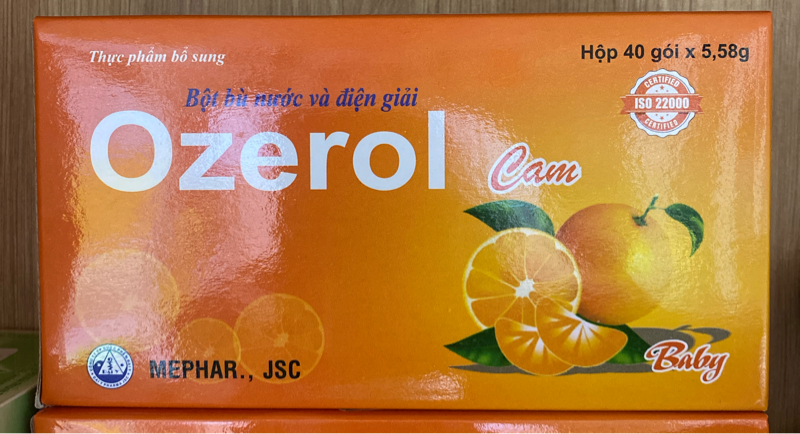 Thực phẩm bổ sung
Hộp 40 gói x 5,58g
Bột bù nước và điện giải
Ozerol
Cam
CERTIFIED
ISO 22000
CERTIFIED
Baby
MEPHAR., JSC